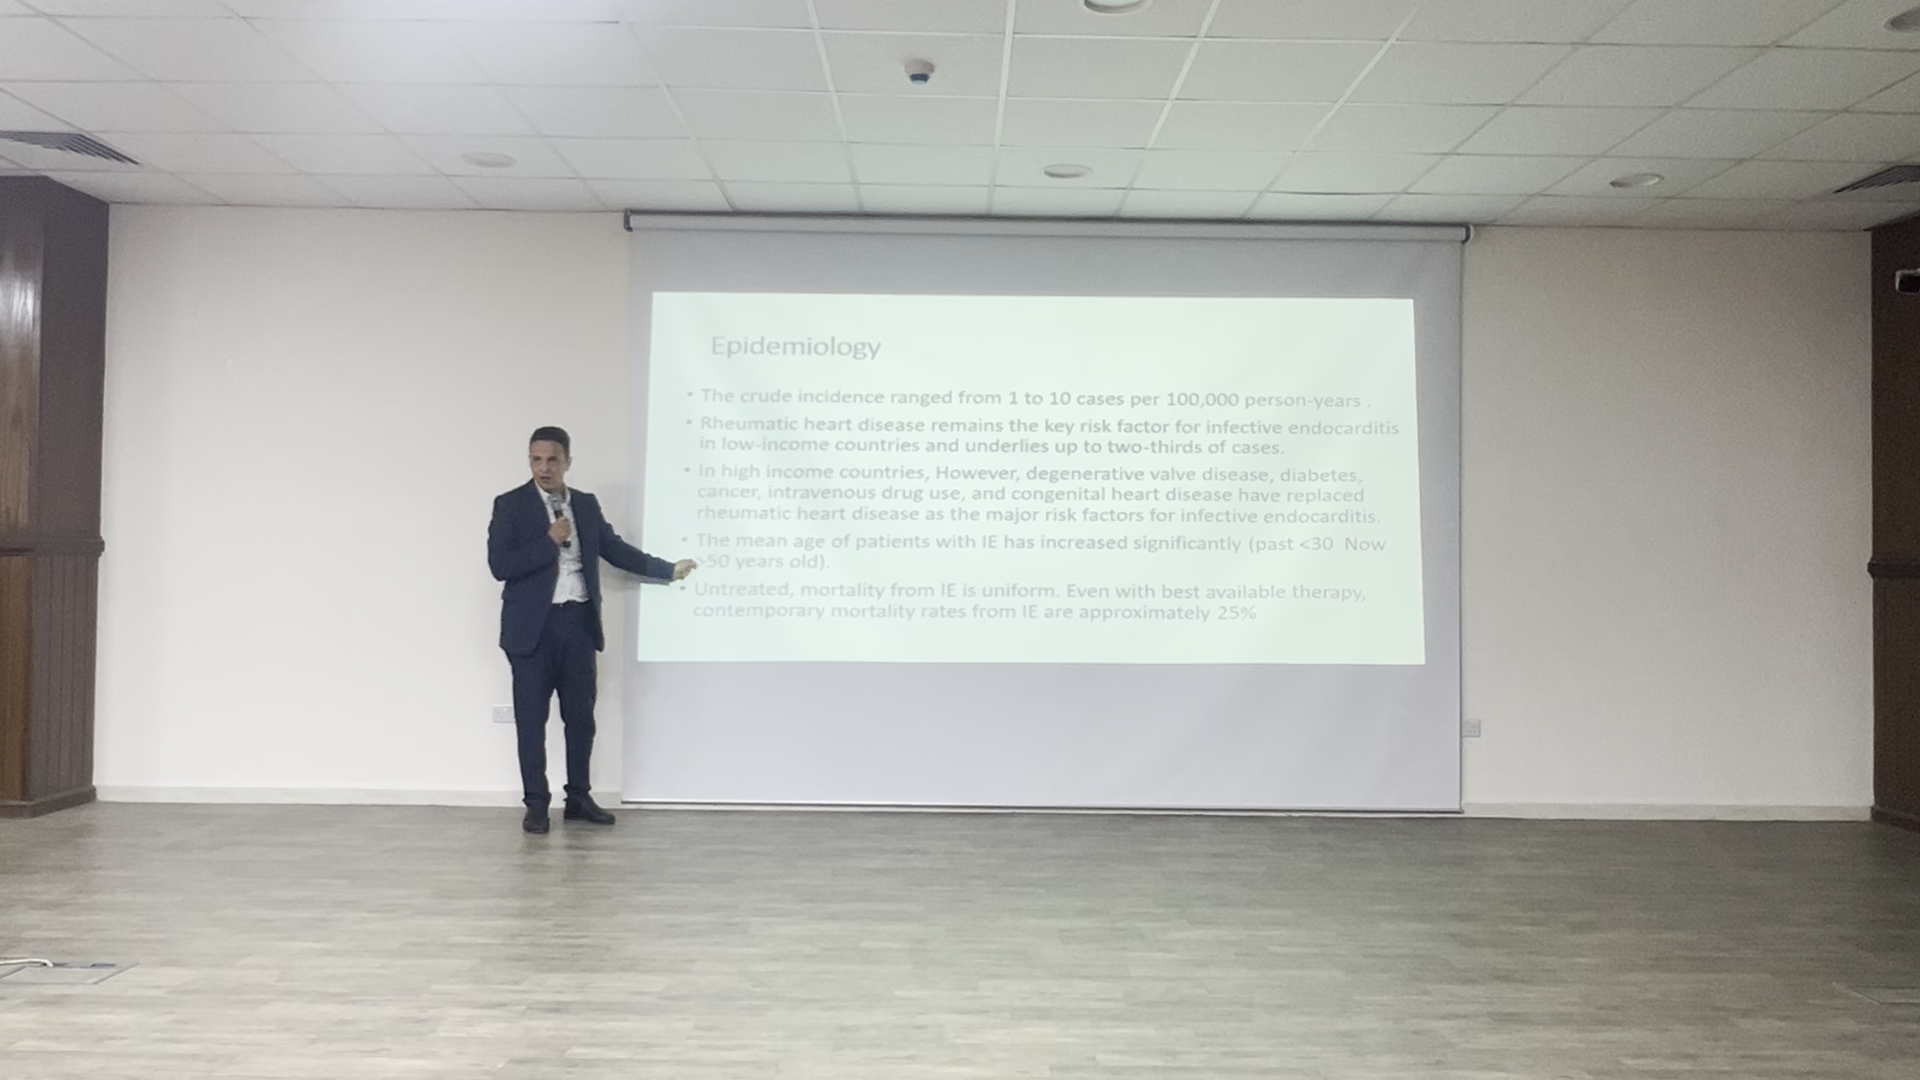 Epidemiology
• The crude incidence ranged from 1 to 10 cases per 100,000 person-years .
• Rheumatic heart disease remains the key risk factor for infective endocarditis
in low-income countries and underlies up to two-thirds of cases.
• In high income countries, However, degenerative valve disease, diabetes,
cancer, intravenous drug use, and congenital heart disease have replaced
rheumatic heart disease as the major risk factors for infective endocarditis.
• The mean age of patients with IE has increased significantly (past <30 Now
>50 years old).
• Untreated, mortality from IE is uniform. Even with best available therapy,
contemporary mortality rates from IE are approximately 25%